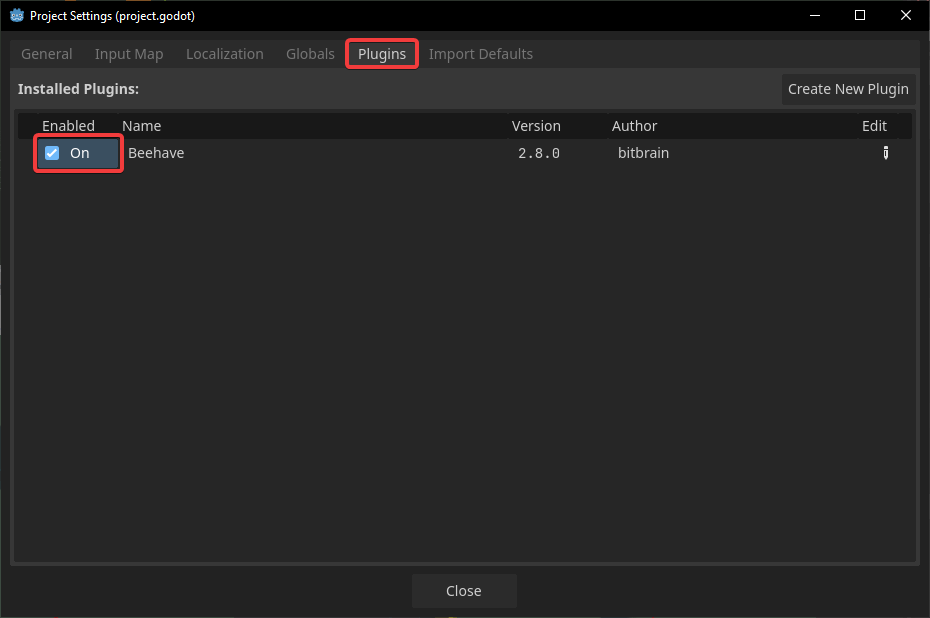 Project Settings (project.godot)
General Input Map Localization Globals Plugins Import Defaults
Installed Plugins: Create New Plugin
Enabled Name Version Author Edit
On Beehave 2.8.0 bitbrain
Close